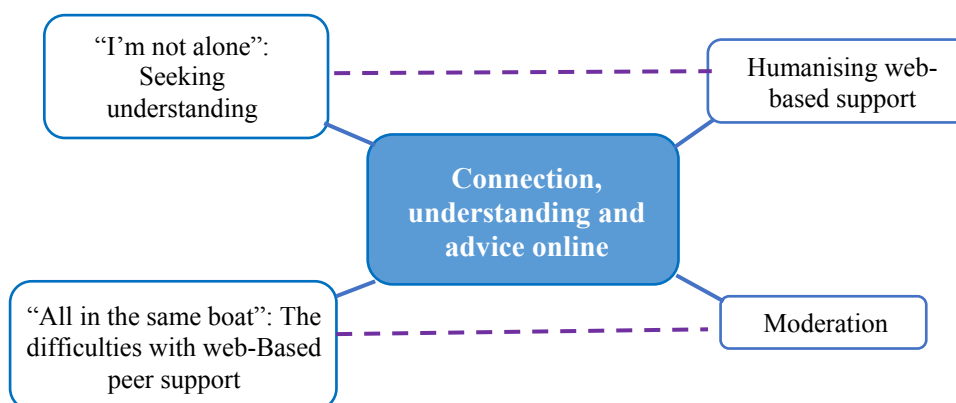 “I’m not alone”:
Seeking
understanding
Humanising web-
based support
Connection,
understanding and
advice online
“All in the same boat”: The
difficulties with web-Based
peer support
Moderation